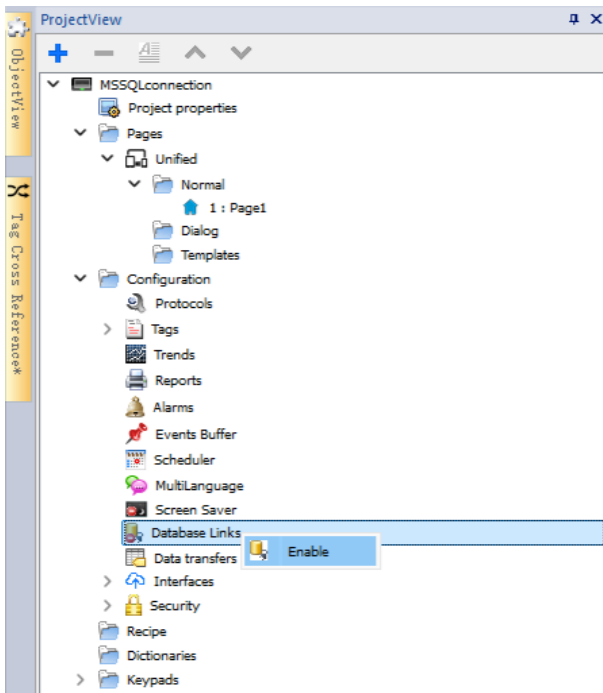 ProjectView
ObjectView
Tag Cross Reference*
MSSQLconnection
Project properties
Pages
Unified
Normal
1 : Page1
Dialog
Templates
Configuration
Protocols
Tags
Trends
Reports
Alarms
Events Buffer
Scheduler
MultiLanguage
Screen Saver
Database Links
Enable
Data transfers
Interfaces
Security
Recipe
Dictionaries
Keypads